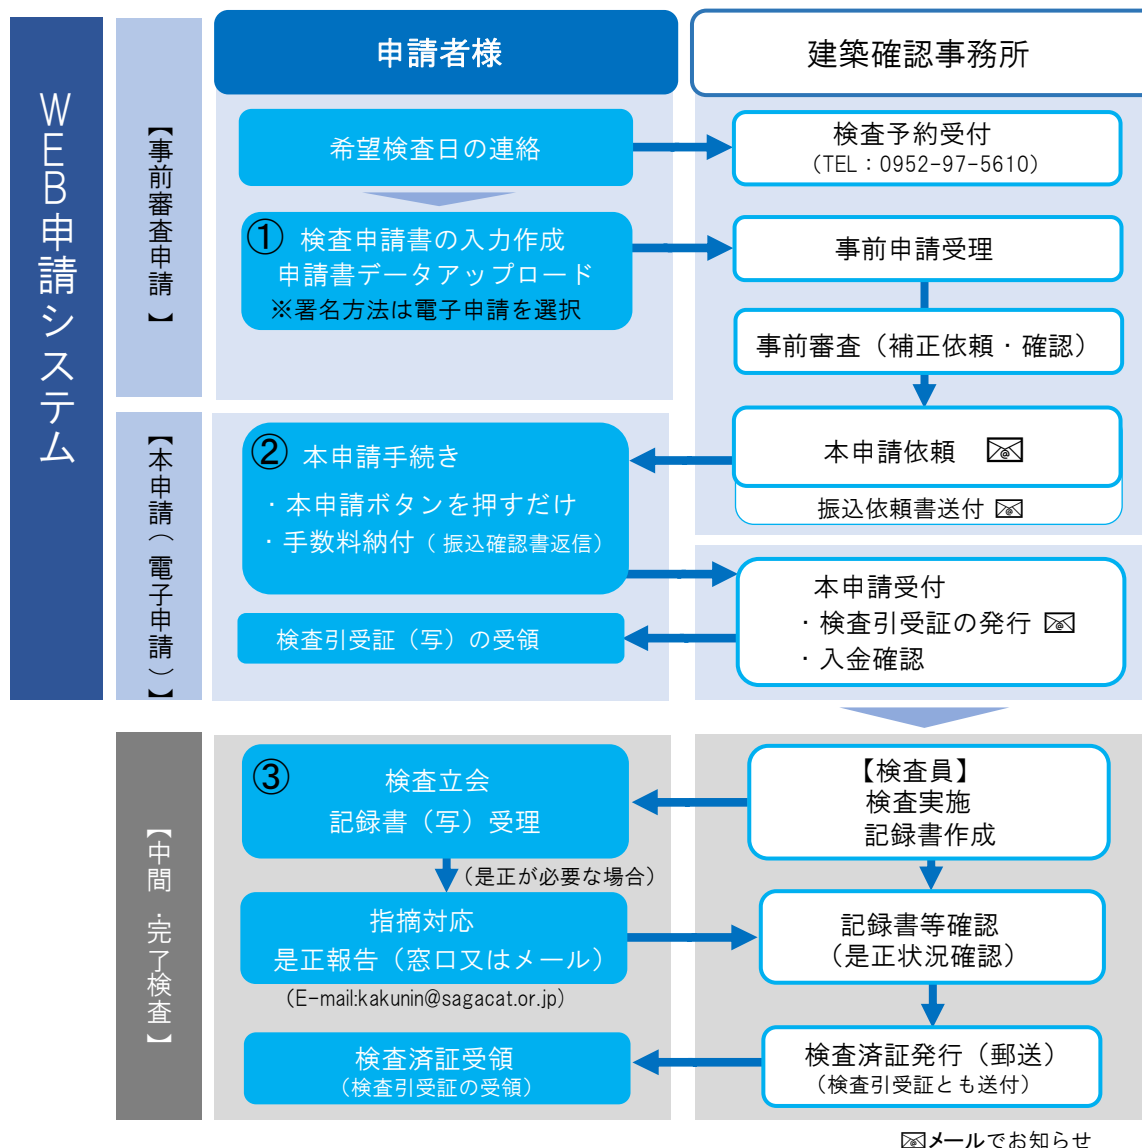 WEB申請システム
申請者様
建築確認事務所
【事前審査申請】
希望検査日の連絡
検査予約受付
（TEL：0952-97-5610）
① 検査申請書の入力作成
申請書データアップロード
※署名方法は電子申請を選択
事前申請受理
事前審査（補正依頼・確認）
【本申請（電子申請）】
本申請依頼
振込依頼書送付
② 本申請手続き
・本申請ボタンを押すだけ
・手数料納付（振込確認書返信）
本申請受付
・検査引受証の発行
・入金確認
検査引受証（写）の受領
【中間・完了検査】
③ 検査立会
記録書（写）受理
【検査員】
検査実施
記録書作成
（是正が必要な場合）
指摘対応
是正報告（窓口又はメール）
（E-mail:kakunin@sagacat.or.jp）
記録書等確認
（是正状況確認）
検査済証受領
（検査引受証の受領）
検査済証発行（郵送）
（検査引受証とも送付）
メールでお知らせ